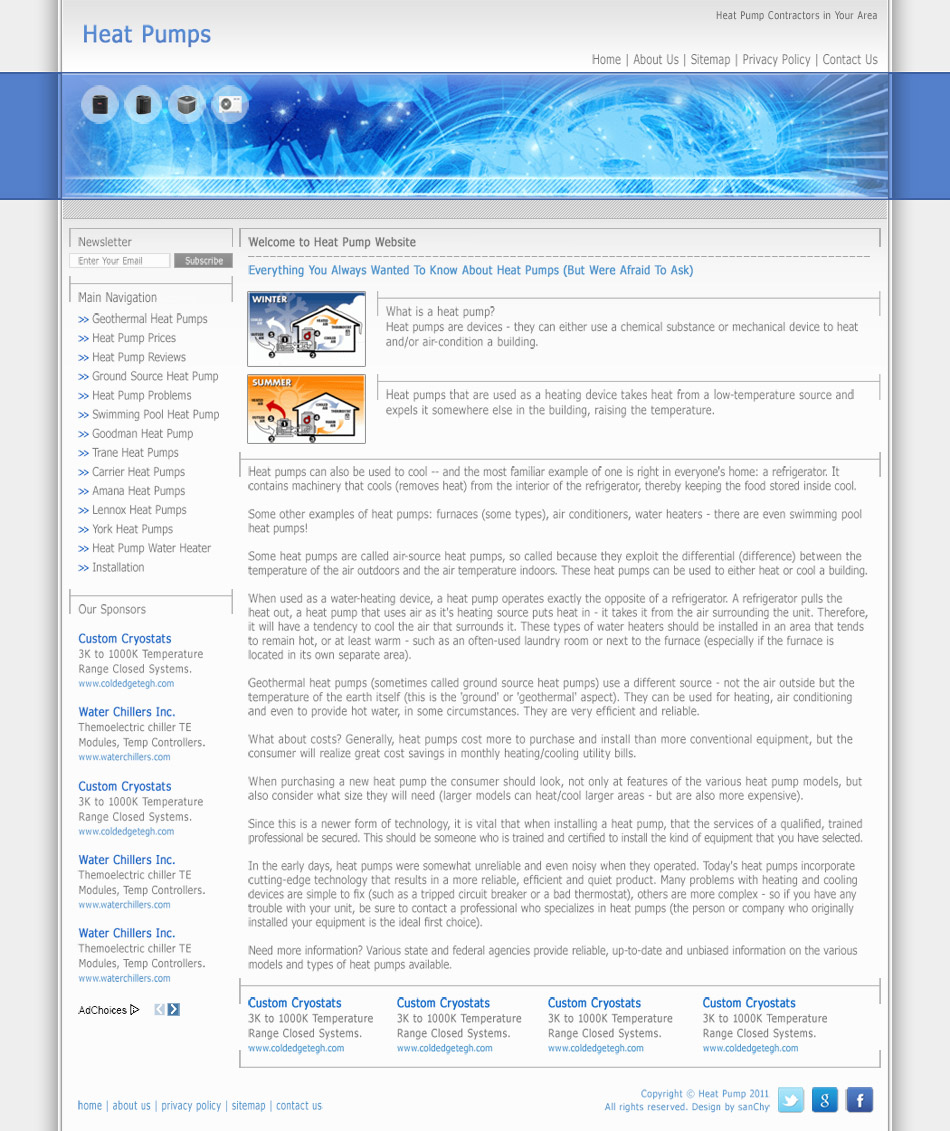 Heat Pump Contractors in Your Area
Heat Pumps
Home | About Us | Sitemap | Privacy Policy | Contact Us
Newsletter
Enter Your Email
Subscribe
Main Navigation
>> Geothermal Heat Pumps
>> Heat Pump Prices
>> Heat Pump Reviews
>> Ground Source Heat Pump
>> Heat Pump Problems
>> Swimming Pool Heat Pump
>> Goodman Heat Pump
>> Trane Heat Pumps
>> Carrier Heat Pumps
>> Amana Heat Pumps
>> Lennox Heat Pumps
>> York Heat Pumps
>> Heat Pump Water Heater
>> Installation
Our Sponsors
Custom Cryostats
3K to 1000K Temperature
Range Closed Systems.
www.coldedgetegh.com
Water Chillers Inc.
Themoelectric chiller TE
Modules, Temp Controllers.
www.waterchillers.com
Custom Cryostats
3K to 1000K Temperature
Range Closed Systems.
www.coldedgetegh.com
Water Chillers Inc.
Themoelectric chiller TE
Modules, Temp Controllers.
www.waterchillers.com
Water Chillers Inc.
Themoelectric chiller TE
Modules, Temp Controllers.
www.waterchillers.com
AdChoices
Welcome to Heat Pump Website
Everything You Always Wanted To Know About Heat Pumps (But Were Afraid To Ask)
WINTER
What is a heat pump?
Heat pumps are devices - they can either use a chemical substance or mechanical device to heat
and/or air-condition a building.
SUMMER
Heat pumps that are used as a heating device takes heat from a low-temperature source and
expels it somewhere else in the building, raising the temperature.
Heat pumps can also be used to cool -- and the most familiar example of one is right in everyone's home: a refrigerator. It
contains machinery that cools (removes heat) from the interior of the refrigerator, thereby keeping the food stored inside cool.
Some other examples of heat pumps: furnaces (some types), air conditioners, water heaters - there are even swimming pool
heat pumps!
Some heat pumps are called air-source heat pumps, so called because they exploit the differential (difference) between the
temperature of the air outdoors and the air temperature indoors. These heat pumps can be used to either heat or cool a building.
When used as a water-heating device, a heat pump operates exactly the opposite of a refrigerator. A refrigerator pulls the
heat out, a heat pump that uses air as it's heating source puts heat in - it takes it from the air surrounding the unit. Therefore,
it will have a tendency to cool the air that surrounds it. These types of water heaters should be installed in an area that tends
to remain hot, or at least warm - such as an often-used laundry room or next to the furnace (especially if the furnace is
located in its own separate area).
Geothermal heat pumps (sometimes called ground source heat pumps) use a different source - not the air outside but the
temperature of the earth itself (this is the 'ground' or 'geothermal' aspect). They can be used for heating, air conditioning
and even to provide hot water, in some circumstances. They are very efficient and reliable.
What about costs? Generally, heat pumps cost more to purchase and install than more conventional equipment, but the
consumer will realize great cost savings in monthly heating/cooling utility bills.
When purchasing a new heat pump the consumer should look, not only at features of the various heat pump models, but
also consider what size they will need (larger models can heat/cool larger areas - but are also more expensive).
Since this is a newer form of technology, it is vital that when installing a heat pump, that the services of a qualified, trained
professional be secured. This should be someone who is trained and certified to install the kind of equipment that you have selected.
In the early days, heat pumps were somewhat unreliable and even noisy when they operated. Today's heat pumps incorporate
cutting-edge technology that results in a more reliable, efficient and quiet product. Many problems with heating and cooling
devices are simple to fix (such as a tripped circuit breaker or a bad thermostat), others are more complex - so if you have any
trouble with your unit, be sure to contact a professional who specializes in heat pumps (the person or company who originally
installed your equipment is the ideal first choice).
Need more information? Various state and federal agencies provide reliable, up-to-date and unbiased information on the various
models and types of heat pumps available.
Custom Cryostats Custom Cryostats Custom Cryostats Custom Cryostats
3K to 1000K Temperature 3K to 1000K Temperature 3K to 1000K Temperature 3K to 1000K Temperature
Range Closed Systems. Range Closed Systems. Range Closed Systems. Range Closed Systems.
www.coldedgetegh.com www.coldedgetegh.com www.coldedgetegh.com www.coldedgetegh.com
home | about us | privacy policy | sitemap | contact us
Copyright © Heat Pump 2011
All rights reserved. Design by sanChy